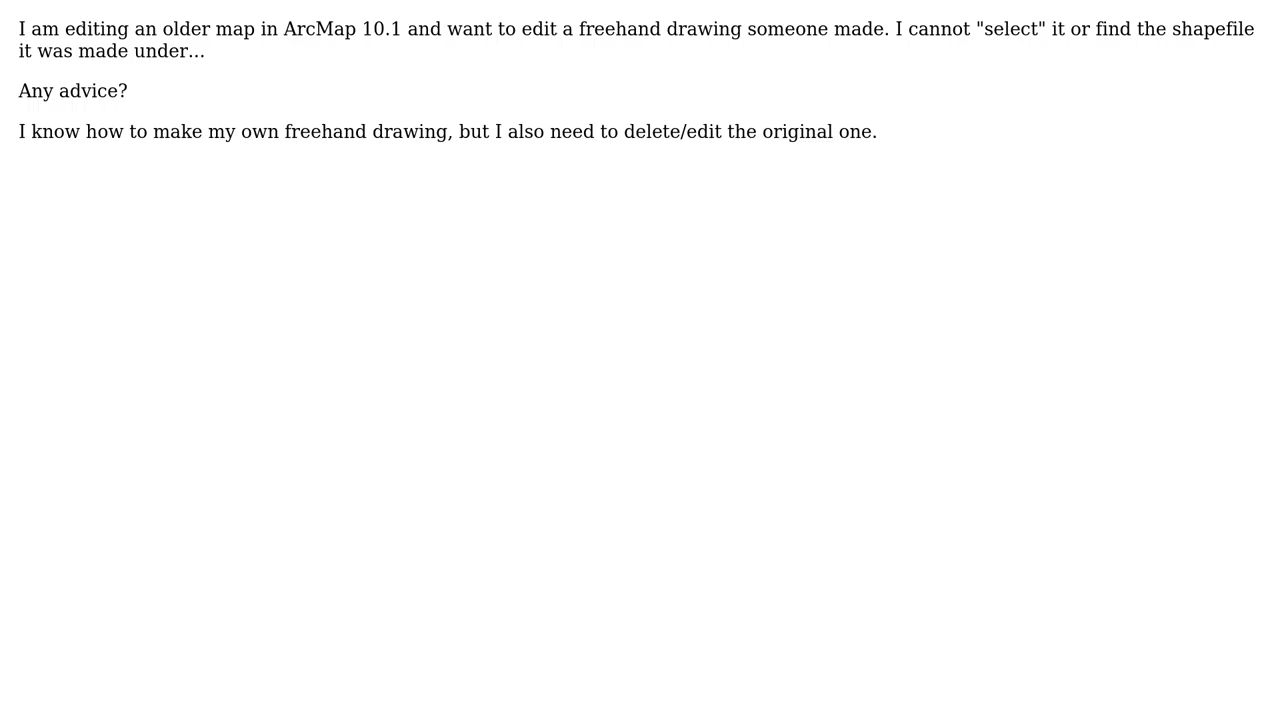 I am editing an older map in ArcMap 10.1 and want to edit a freehand drawing someone made. I cannot "select" it or find the shapefile
it was made under...
Any advice?
I know how to make my own freehand drawing, but I also need to delete/edit the original one.